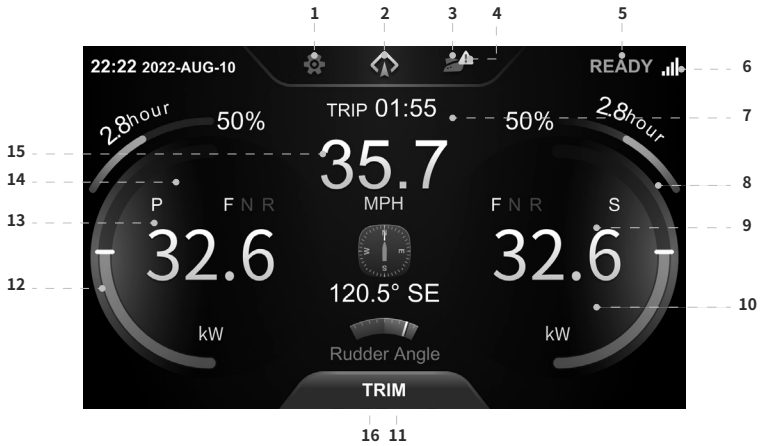 1 2 3 4 5
22:22 2022-AUG-10 READY
6
2.8hour 50% TRIP 01:55 50% 2.8hour
7
15 35.7
14 8
MPH
P F N R F N R S
13 9
32.6 32.6
N
W E
S
12
120.5° SE
10
kW kW
Rudder Angle
TRIM
16 11